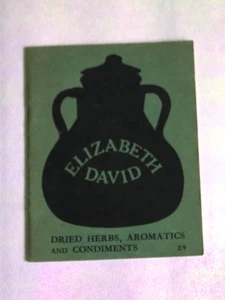 ELIZABETH
DAVID
DRIED HERBS, AROMATICS
AND CONDIMENTS 2/9